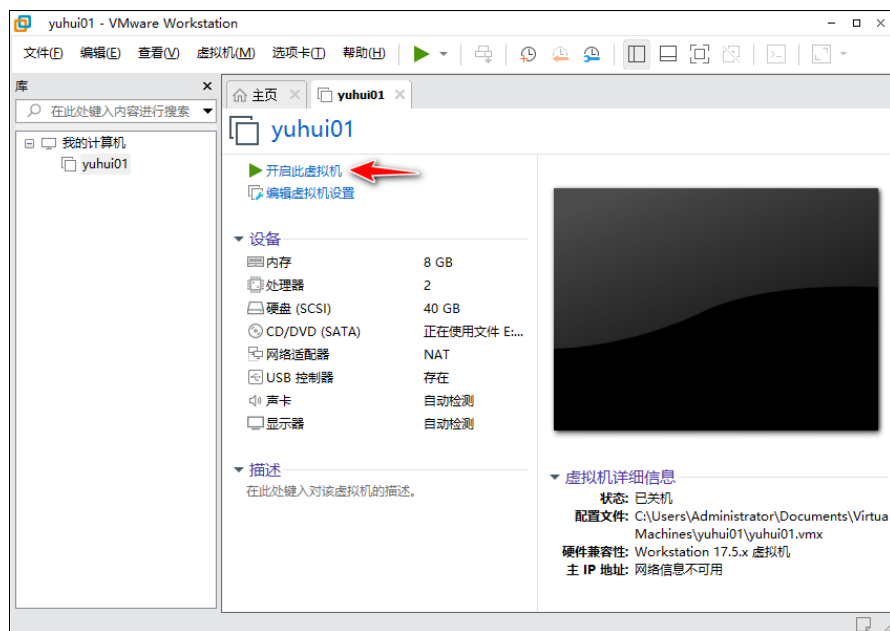 yuhui01 - VMware Workstation
文件(F) 编辑(E) 查看(V) 虚拟机(M) 选项卡(T) 帮助(H)
库
在此处键入内容进行搜索
我的计算机
yuhui01
主页 yuhui01
yuhui01
开启此虚拟机
编辑虚拟机设置
设备
内存 8 GB
处理器 2
硬盘 (SCSI) 40 GB
CD/DVD (SATA) 正在使用文件 E:...
网络适配器 NAT
USB 控制器 存在
声卡 自动检测
显示器 自动检测
描述
在此处键入对该虚拟机的描述。
虚拟机详细信息
状态: 已关机
配置文件: C:\Users\Administrator\Documents\Virtua
Machines\yuhui01\yuhui01.vmx
硬件兼容性: Workstation 17.5.x 虚拟机
主 IP 地址: 网络信息不可用